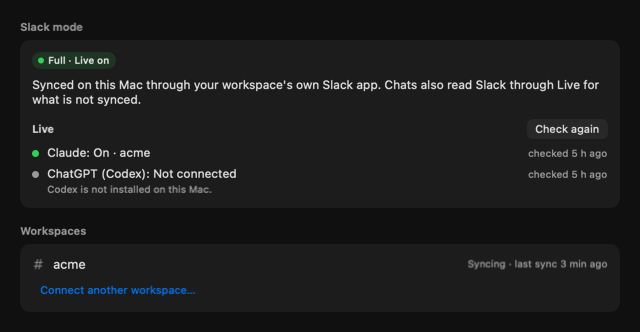 Slack mode
Full · Live on
Synced on this Mac through your workspace's own Slack app. Chats also read Slack through Live for
what is not synced.
Live
Check again
Claude: On · acme
checked 5 h ago
ChatGPT (Codex): Not connected
checked 5 h ago
Codex is not installed on this Mac.
Workspaces
# acme
Syncing · last sync 3 min ago
Connect another workspace...